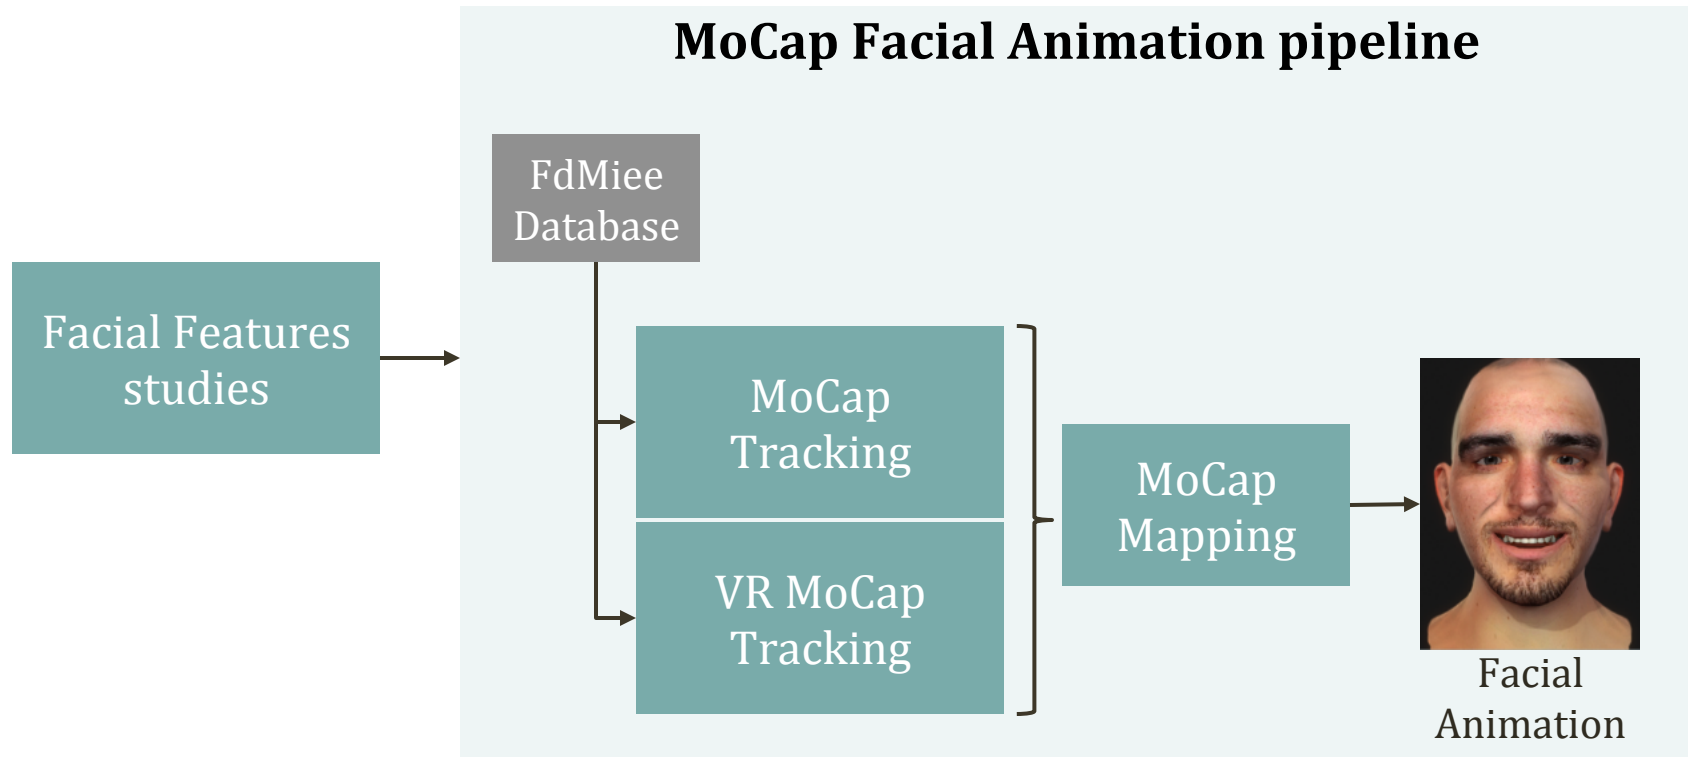 MoCap Facial Animation pipeline
FdMiee
Database
Facial Features
studies
MoCap
Tracking
VR MoCap
Tracking
MoCap
Mapping
Facial
Animation